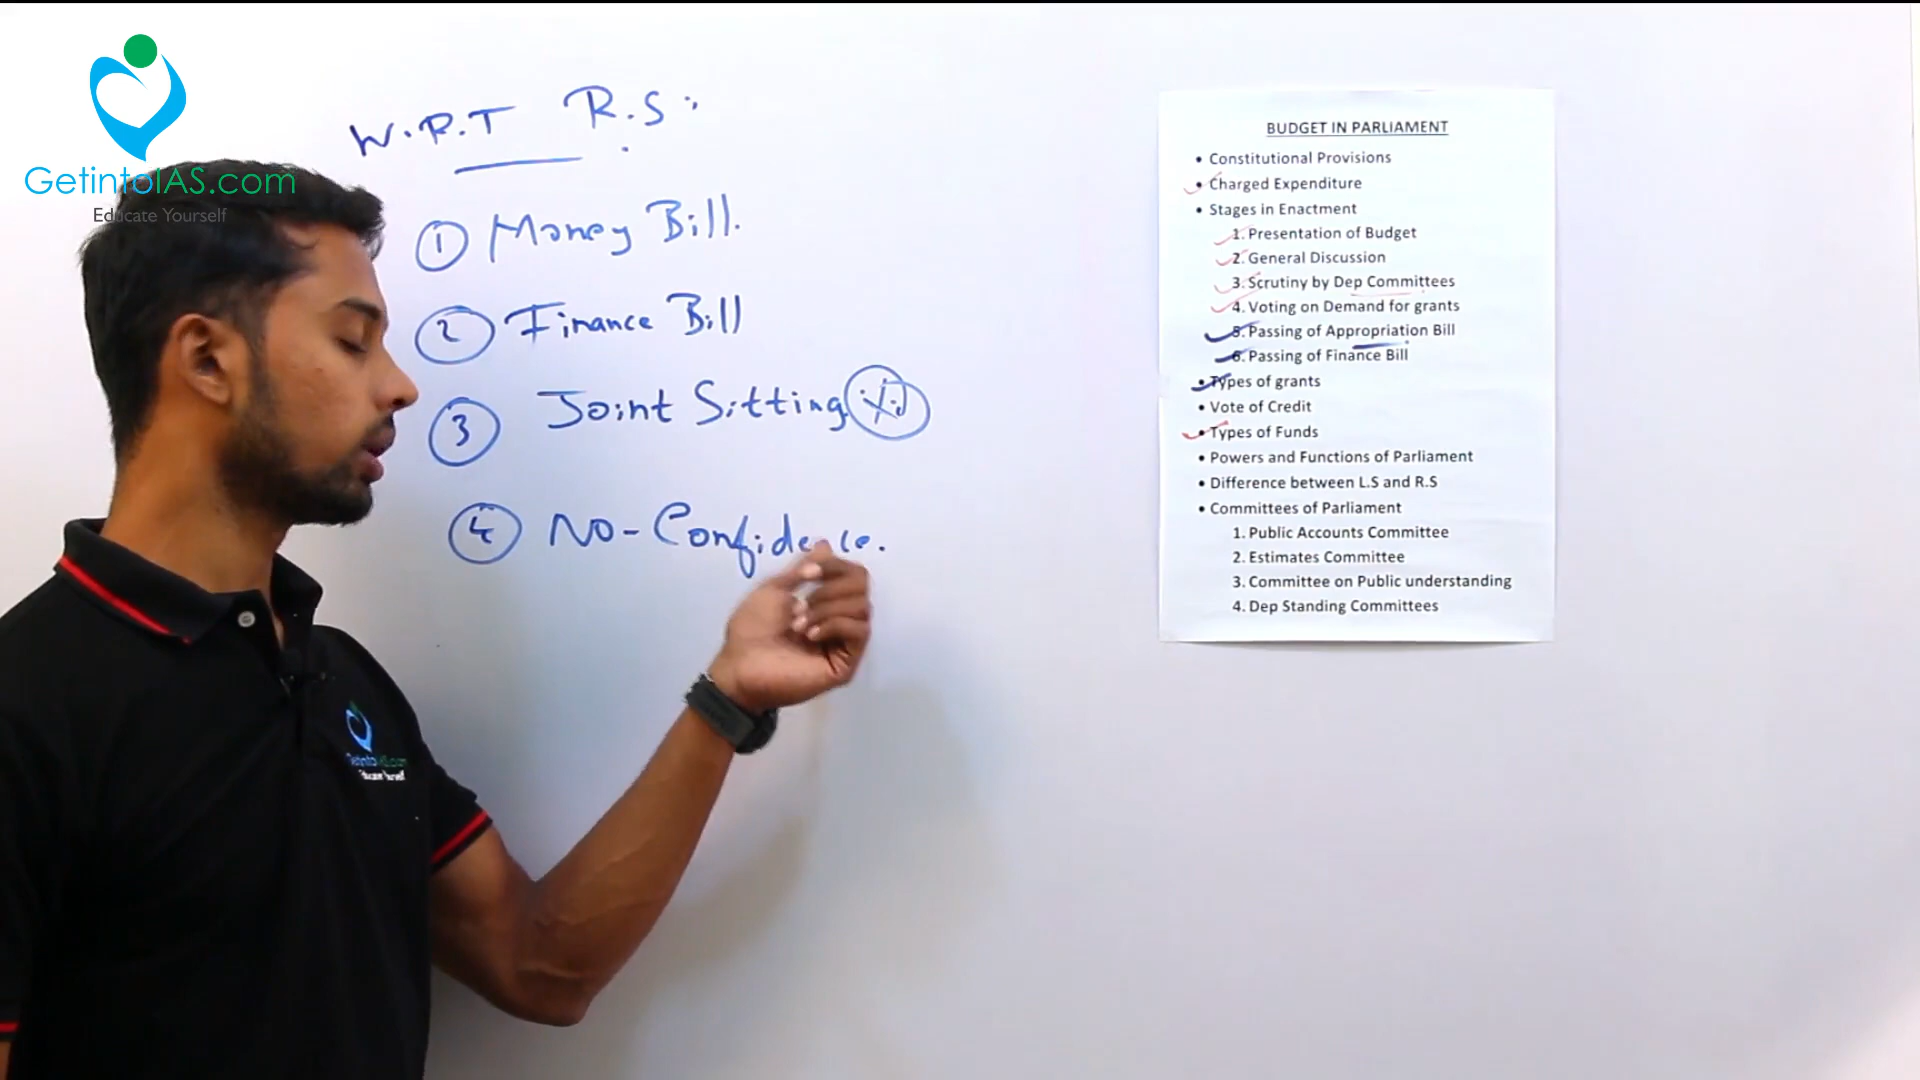 GetintoIAS.com
Educate Yourself
W.R.T R.S:
1 Money Bill.
2 Finance Bill
3 Joint Sitting
4 No-Confidence.
GetintoIAS.com
Educate Yourself
BUDGET IN PARLIAMENT
• Constitutional Provisions
• Charged Expenditure
• Stages in Enactment
1. Presentation of Budget
2. General Discussion
3. Scrutiny by Dep Committees
4. Voting on Demand for grants
5. Passing of Appropriation Bill
6. Passing of Finance Bill
• Types of grants
• Vote of Credit
• Types of Funds
• Powers and Functions of Parliament
• Difference between L.S and R.S
• Committees of Parliament
1. Public Accounts Committee
2. Estimates Committee
3. Committee on Public understanding
4. Dep Standing Committees